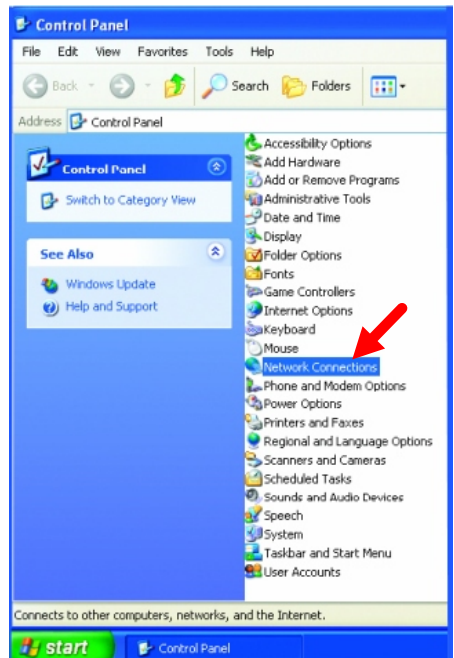 Control Panel
File Edit View Favorites Tools Help
Back Search Folders
Address Control Panel
Control Panel
Switch to Category View
See Also
Windows Update
Help and Support
Accessibility Options
Add Hardware
Add or Remove Programs
Administrative Tools
Date and Time
Display
Folder Options
Fonts
Game Controllers
Internet Options
Keyboard
Mouse
Network Connections
Phone and Modem Options
Power Options
Printers and Faxes
Regional and Language Options
Scanners and Cameras
Scheduled Tasks
Sounds and Audio Devices
Speech
System
Taskbar and Start Menu
User Accounts
Connects to other computers, networks, and the Internet.
start Control Panel